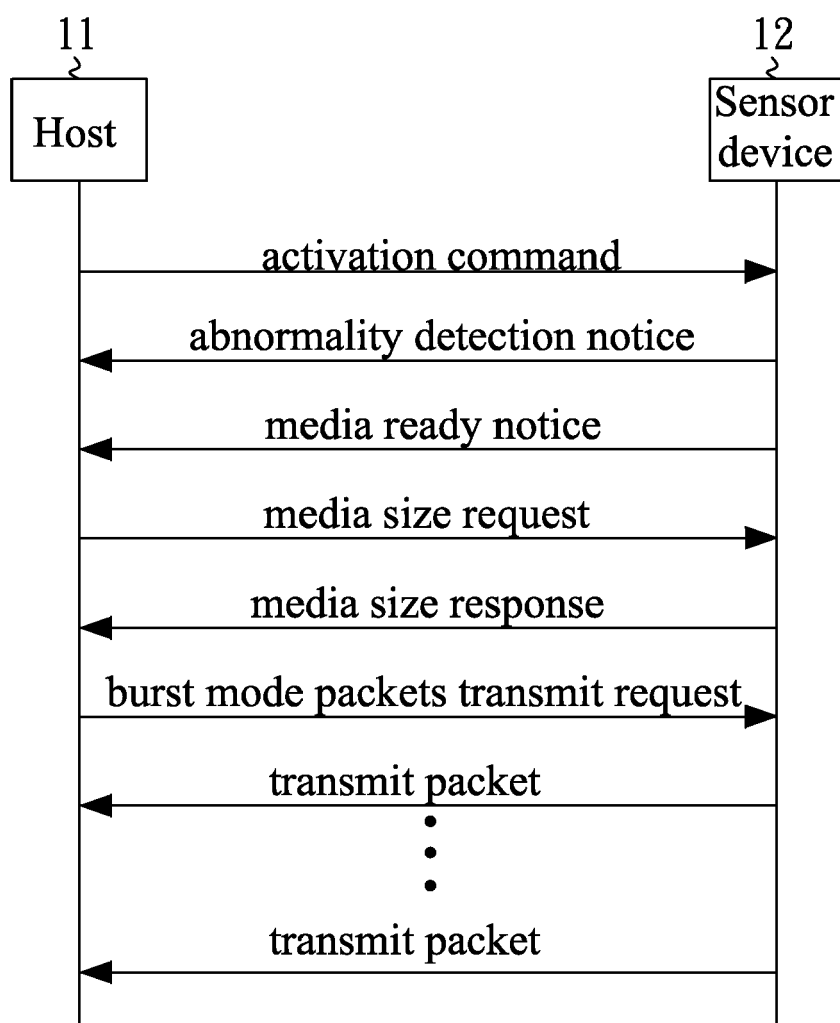 11
12
Host
Sensor
device
activation command
abnormality detection notice
media ready notice
media size request
media size response
burst mode packets transmit request
transmit packet
transmit packet